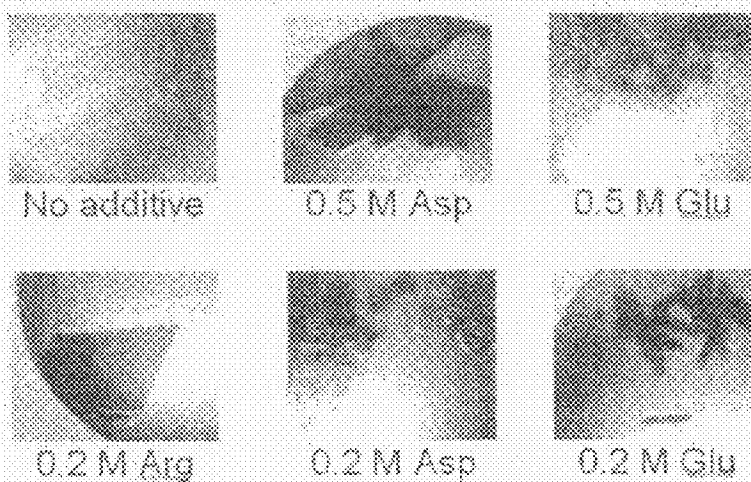 No additive
0.5 M Asp
0.5 M Glu
0.2 M Arg
0.2 M Asp
0.2 M Glu